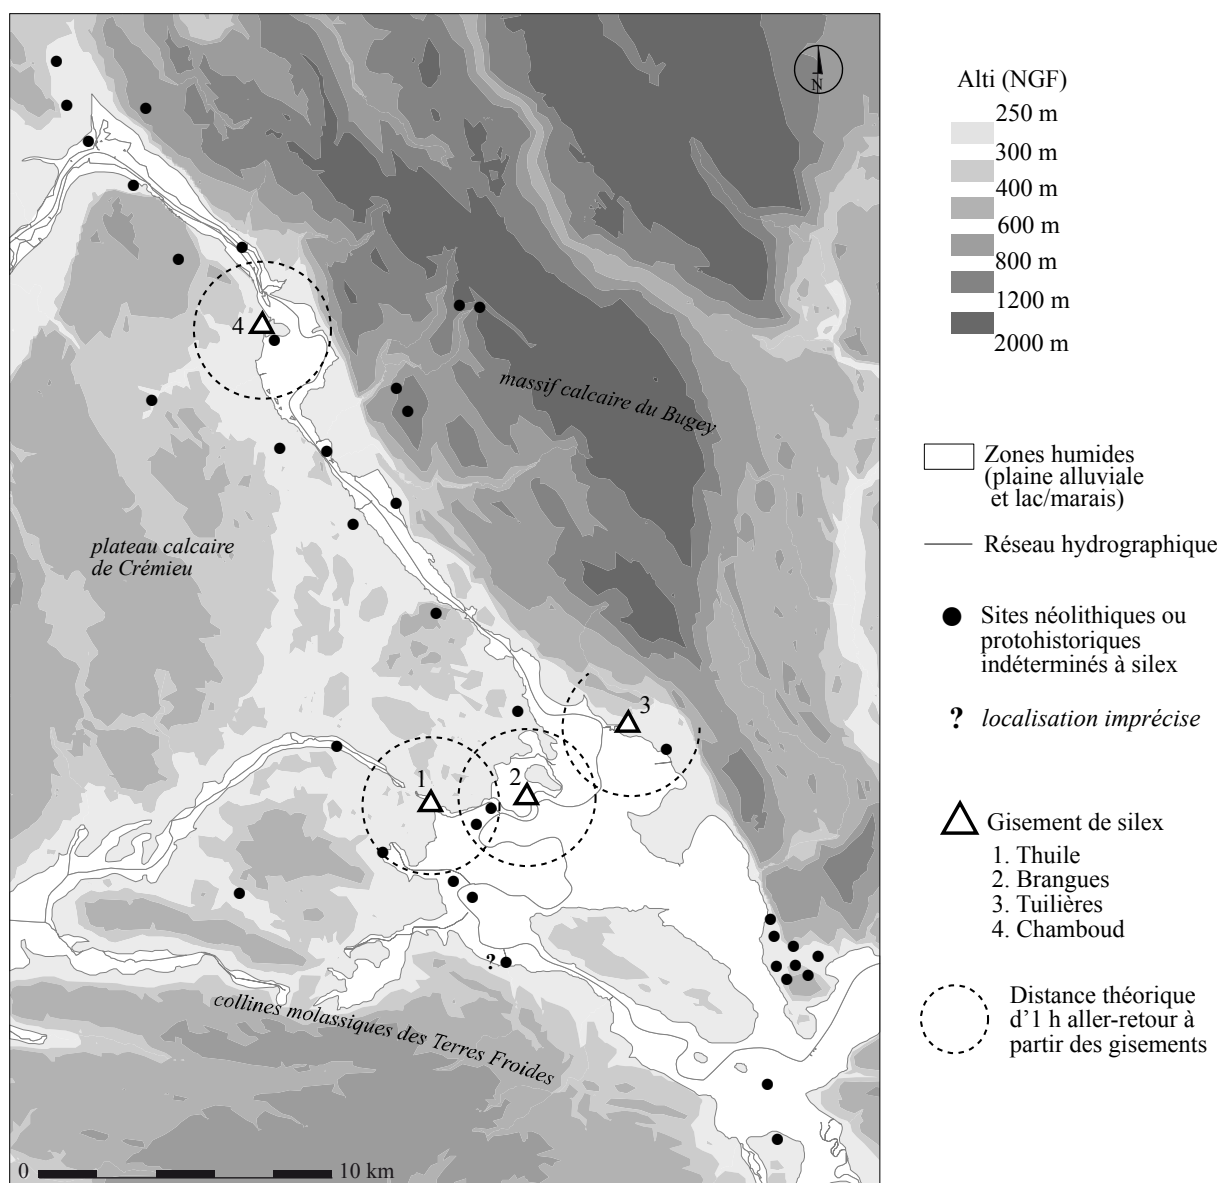 N
4
massif calcaire du Bugey
plateau calcaire
de Crémieu
3
1
2
?
collines molassiques des Terres Froides
0
10 km
Alti (NGF)
250 m
300 m
400 m
600 m
800 m
1200 m
2000 m
Zones humides
(plaine alluviale
et lac/marais)
Réseau hydrographique
Sites néolithiques ou
protohistoriques
indéterminés à silex
? localisation imprécise
Gisement de silex
1. Thuile
2. Brangues
3. Tuilières
4. Chamboud
Distance théorique
d'1 h aller-retour à
partir des gisements